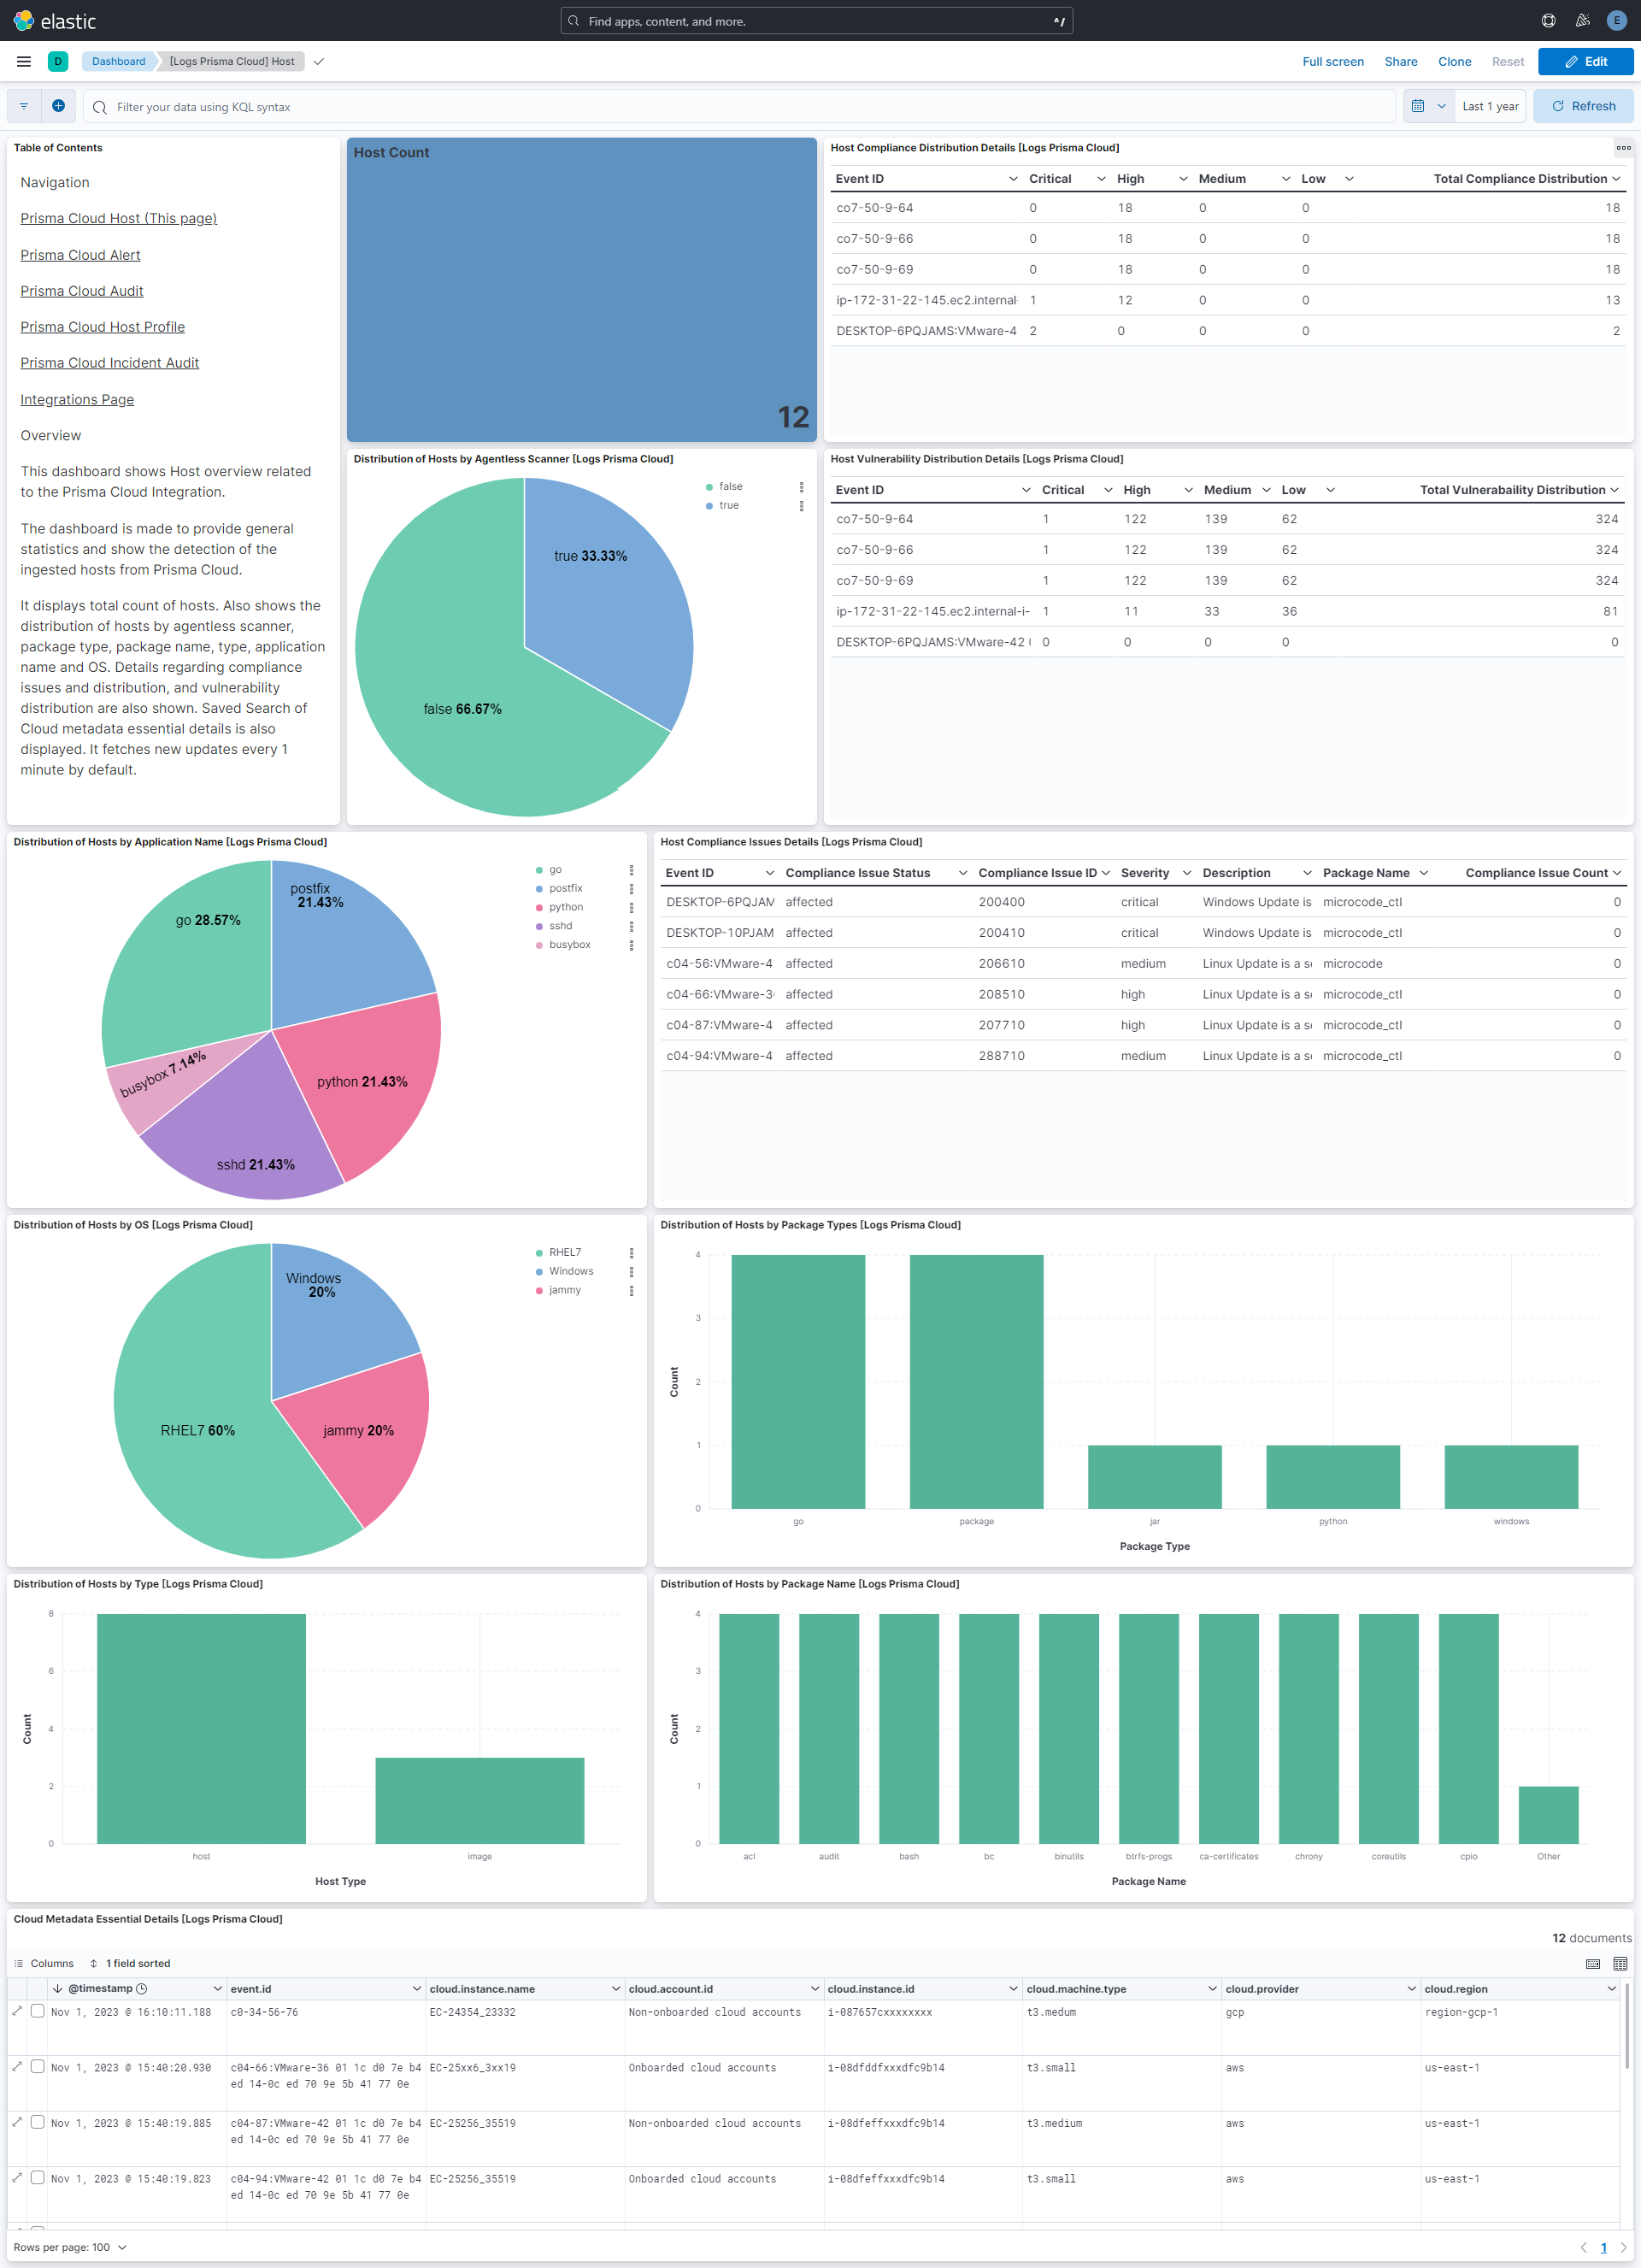 elastic
Find apps, content, and more.
^/
E
D
Dashboard
[Logs Prisma Cloud] Host
Full screen
Share
Clone
Reset
Edit
Filter your data using KQL syntax
Last 1 year
Refresh
Table of Contents
Navigation
Prisma Cloud Host (This page)
Prisma Cloud Alert
Prisma Cloud Audit
Prisma Cloud Host Profile
Prisma Cloud Incident Audit
Integrations Page
Overview
This dashboard shows Host overview related
to the Prisma Cloud Integration.
The dashboard is made to provide general
statistics and show the detection of the
ingested hosts from Prisma Cloud.
It displays total count of hosts. Also shows the
distribution of hosts by agentless scanner,
package type, package name, type, application
name and OS. Details regarding compliance
issues and distribution, and vulnerability
distribution are also shown. Saved Search of
Cloud metadata essential details is also
displayed. It fetches new updates every 1
minute by default.
Host Count
12
Host Compliance Distribution Details [Logs Prisma Cloud]
Event ID Critical High Medium Low Total Compliance Distribution
co7-50-9-64 0 18 0 0 18
co7-50-9-66 0 18 0 0 18
co7-50-9-69 0 18 0 0 18
ip-172-31-22-145.ec2.internal- 1 12 0 0 13
DESKTOP-6PQJAMS:VMware-4 2 0 0 0 2
Distribution of Hosts by Agentless Scanner [Logs Prisma Cloud]
false
true
true 33.33%
false 66.67%
Host Vulnerability Distribution Details [Logs Prisma Cloud]
Event ID Critical High Medium Low Total Vulnerabaility Distribution
co7-50-9-64 1 122 139 62 324
co7-50-9-66 1 122 139 62 324
co7-50-9-69 1 122 139 62 324
ip-172-31-22-145.ec2.internal-i- 1 11 33 36 81
DESKTOP-6PQJAMS:VMware-42 0 0 0 0 0
Distribution of Hosts by Application Name [Logs Prisma Cloud]
go
postfix
python
sshd
busybox
postfix
21.43%
go 28.57%
busybox 7.14%
python 21.43%
sshd 21.43%
Host Compliance Issues Details [Logs Prisma Cloud]
Event ID Compliance Issue Status Compliance Issue ID Severity Description Package Name Compliance Issue Count
DESKTOP-6PQJAM affected 200400 critical Windows Update is microcode_ctl 0
DESKTOP-10PJAM affected 200410 critical Windows Update is microcode_ctl 0
c04-56:VMware-4 affected 206610 medium Linux Update is a microcode 0
c04-66:VMware-3 affected 208510 high Linux Update is a microcode_ctl 0
c04-87:VMware-4 affected 207710 high Linux Update is a microcode_ctl 0
c04-94:VMware-4 affected 288710 medium Linux Update is a microcode_ctl 0
Distribution of Hosts by OS [Logs Prisma Cloud]
RHEL7
Windows
jammy
Windows
20%
RHEL7 60%
jammy 20%
Distribution of Hosts by Package Types [Logs Prisma Cloud]
4
3
2
1
0
Count
go package jar python windows
Package Type
Distribution of Hosts by Type [Logs Prisma Cloud]
8
6
4
2
0
Count
host image
Host Type
Distribution of Hosts by Package Name [Logs Prisma Cloud]
4
3
2
1
0
Count
acl audit bash bc binutils btrfs-progs ca-certificates chrony coreutils cpio Other
Package Name
Cloud Metadata Essential Details [Logs Prisma Cloud]
12 documents
Columns 1 field sorted
@timestamp event.id cloud.instance.name cloud.account.id cloud.instance.id cloud.machine.type cloud.provider cloud.region
Nov 1, 2023 @ 16:10:11.188 c0-34-56-76 EC-24354_23332 Non-onboarded cloud accounts i-087657cxxxxxxxx t3.medum gcp region-gcp-1
Nov 1, 2023 @ 15:40:20.930 c04-66:VMware-36 01 1c d0 7e b4 EC-25xx6_3xx19 Onboarded cloud accounts i-08dfddfxxxdfc9b14 t3.small aws us-east-1
ed 14-0c ed 70 9e 5b 41 77 0e
Nov 1, 2023 @ 15:40:19.885 c04-87:VMware-42 01 1c d0 7e b4 EC-25256_35519 Non-onboarded cloud accounts i-08dfeffxxxdfc9b14 t3.medium aws us-east-1
ed 14-0c ed 70 9e 5b 41 77 0e
Nov 1, 2023 @ 15:40:19.823 c04-94:VMware-42 01 1c d0 7e b4 EC-25256_35519 Onboarded cloud accounts i-08dfeffxxxdfc9b14 t3.small aws us-east-1
ed 14-0c ed 70 9e 5b 41 77 0e
Rows per page: 100
1